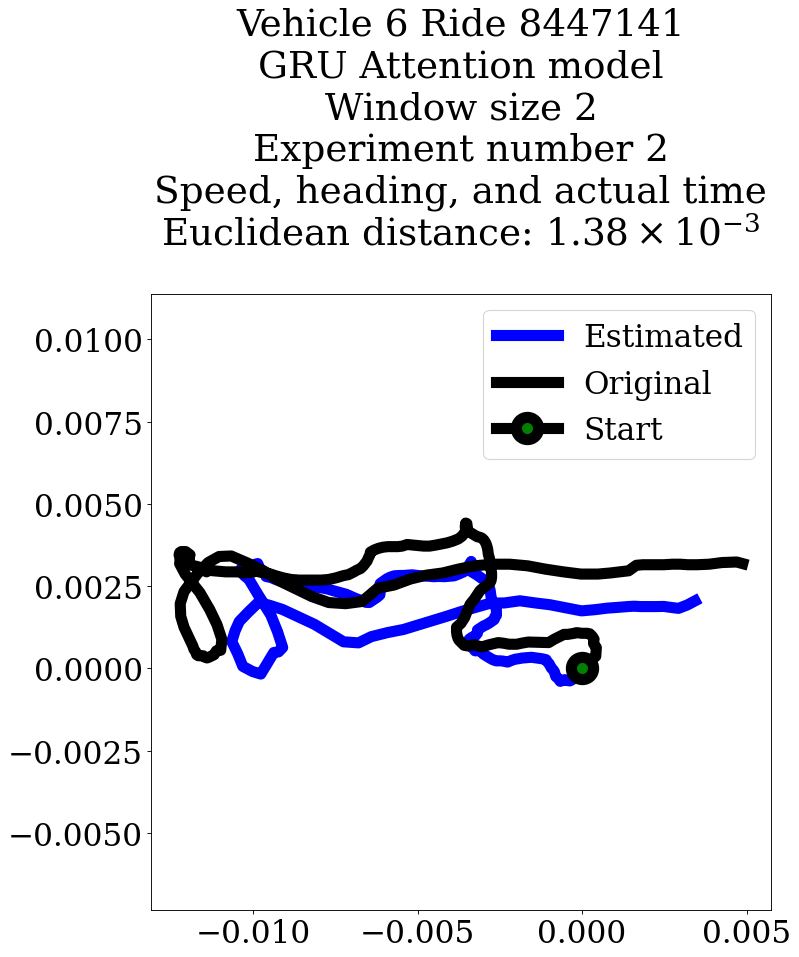 Vehicle 6 Ride 8447141
GRU Attention model
Window size 2
Experiment number 2
Speed, heading, and actual time
Euclidean distance: 1.38 × 10⁻³
Estimated
Original
Start
0.0100
0.0075
0.0050
0.0025
0.0000
−0.0025
−0.0050
−0.010
−0.005
0.000
0.005